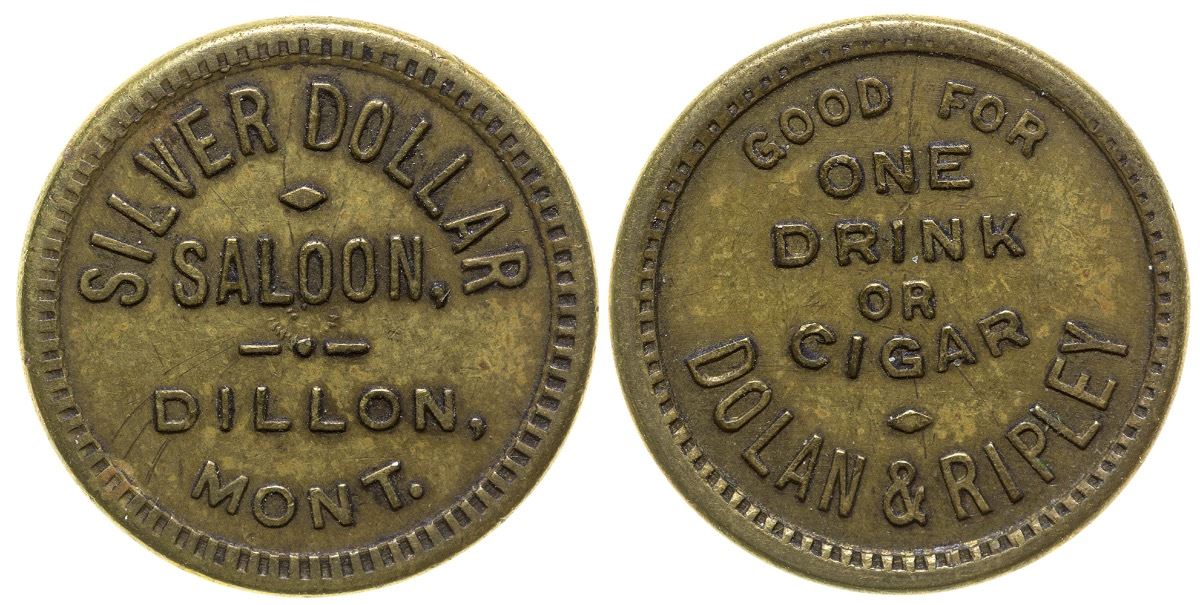 SILVER DOLLAR
SALOON,
DILLON,
MONT.
GOOD FOR
ONE
DRINK
OR
CIGAR
DOLAN & RIPLEY